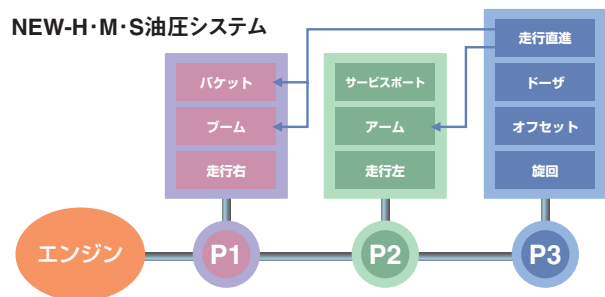 NEW-H·M·S油圧システム
バケット
ブーム
走行右
サービスポート
アーム
走行左
走行直進
ドーザ
オフセット
旋回
エンジン
P1
P2
P3